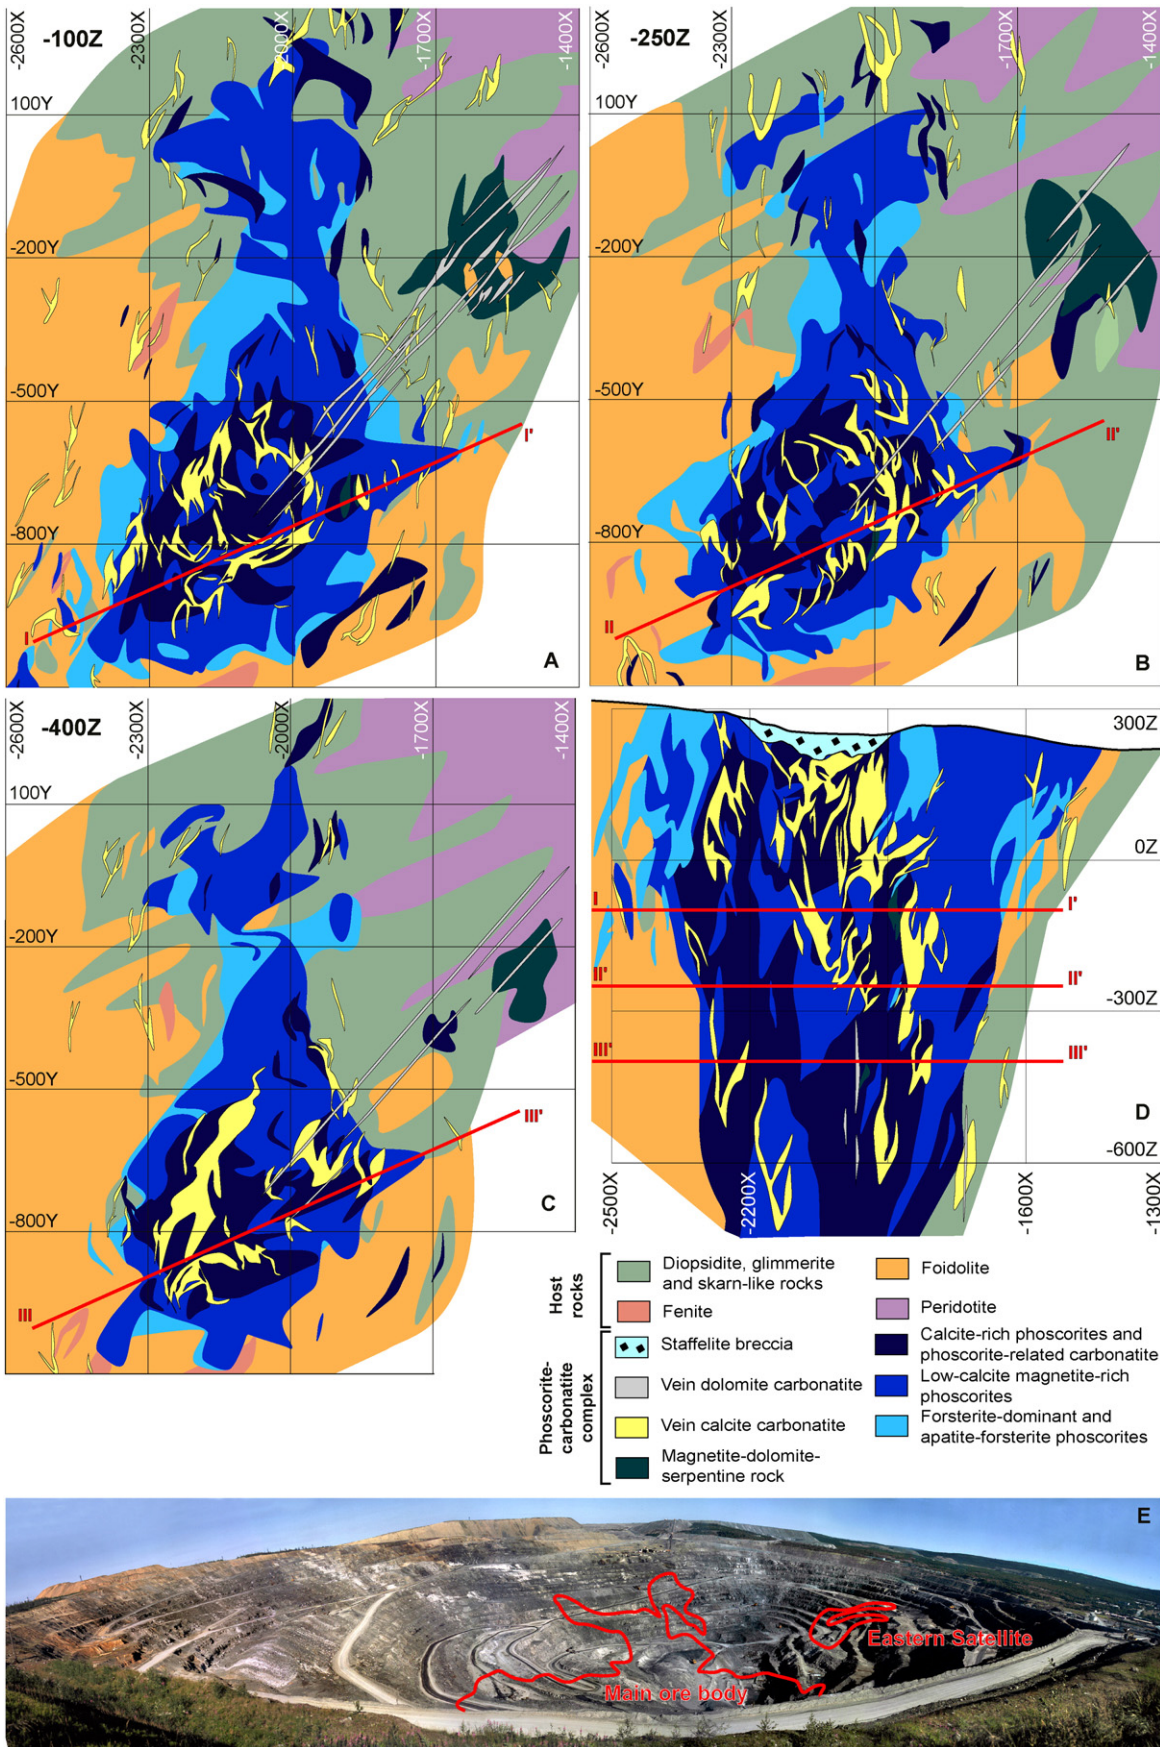 -2600X
-100Z
-2300X
-2000X
-1700X
-1400X
100Y
-200Y
-500Y
-800Y
I
I'
A
-2600X
-250Z
-2300X
-1700X
-1400X
100Y
-200Y
-500Y
-800Y
II
II'
B
-2600X
-400Z
-2300X
-2000X
-1700X
-1400X
100Y
-200Y
-500Y
-800Y
III
III'
C
300Z
0Z
I
I'
II'
II'
-300Z
III'
III'
D
-600Z
-2500X
-2200X
-1600X
-1300X
Host
rocks
Diopsidite, glimmerite
and skarn-like rocks
Fenite
Foidolite
Peridotite
Phoscorite-
carbonatite
complex
Staffelite breccia
Vein dolomite carbonatite
Vein calcite carbonatite
Magnetite-dolomite-
serpentine rock
Calcite-rich phoscorites and
phoscorite-related carbonatite
Low-calcite magnetite-rich
phoscorites
Forsterite-dominant and
apatite-forsterite phoscorites
E
Eastern Satellite
Main ore body